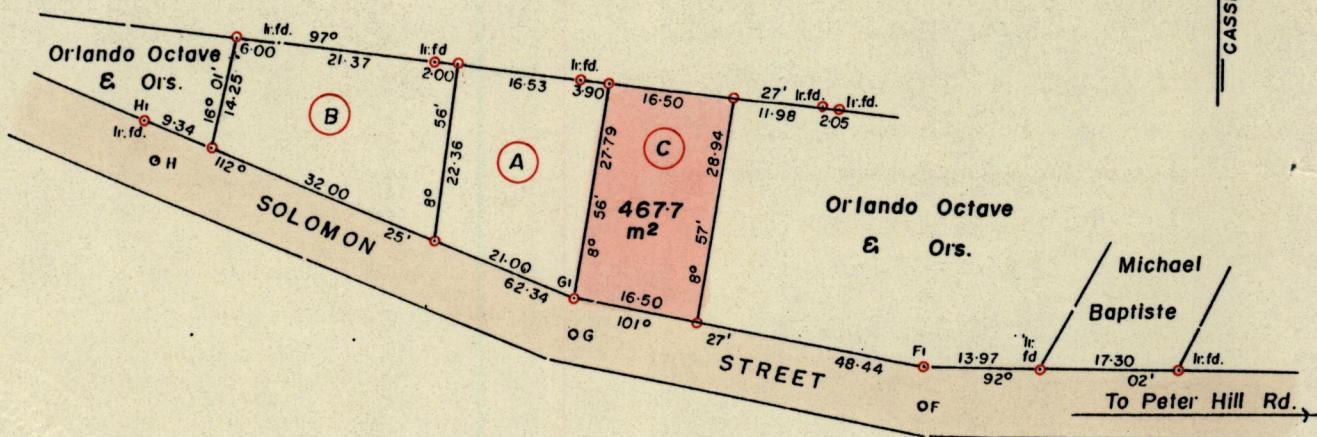 CASSI
Ir.fd. 97°
6.00 21.37
Ir.fd
2.00
16.53
Ir.fd.
3.90
16.50
27' Ir.fd. Ir.fd.
11.98 2.05
Orlando Octave
& Ors.
H1
Ir.fd.
9.34
H
16° 01'
14.25
B
112°
32.00
25'
8° 56'
22.36
A
21.00
62.34
G1
G
8° 56'
27.79
C
467.7
m²
8° 57'
28.94
16.50
101°
27'
48.44
Orlando Octave
& Ors.
F1
F
13.97
92°
Ir.
fd
Michael
Baptiste
17.30
02'
Ir.fd.
SOLOMON STREET
To Peter Hill Rd.